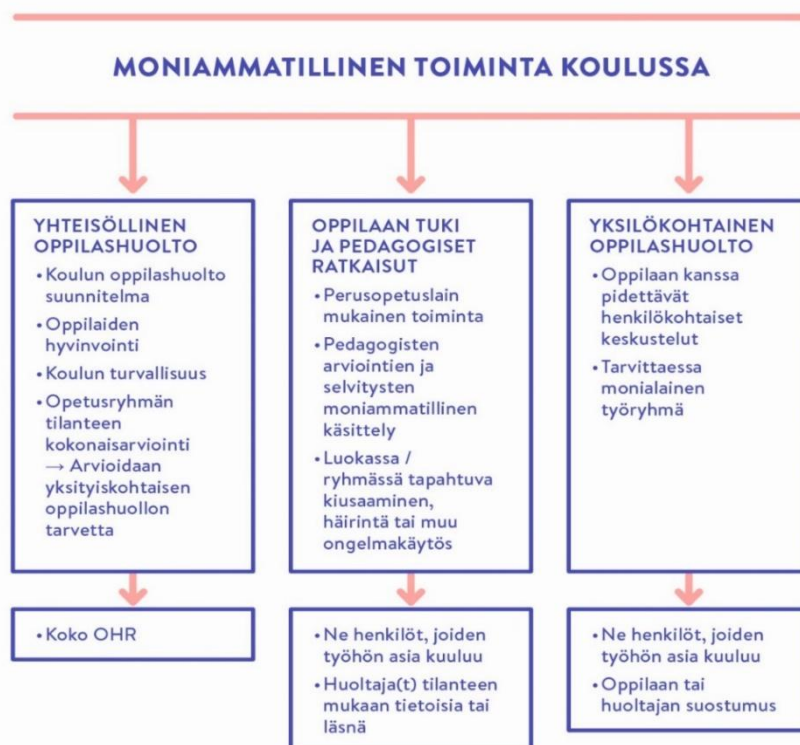 MONIAMMATILLINEN TOIMINTA KOULUSSA
YHTEISÖLLINEN
OPPILASHUOLTO
• Koulun oppilashuolto
suunnitelma
• Oppilaiden
hyvinvointi
• Koulun turvallisuus
• Opetusryhmän
tilanteen
kokonaisarviointi
→ Arvioidaan
yksityiskohtaisen
oppilashuollon
tarvetta
• Koko OHR
OPPILAAN TUKI
JA PEDAGOGISET
RATKAISUT
• Perusopetuslain
mukainen toiminta
• Pedagogisten
arviointien ja
selvitysten
moniammatillinen
käsittely
• Luokassa /
ryhmässä tapahtuva
kiusaaminen,
häirintä tai muu
ongelmakäytös
• Ne henkilöt, joiden
työhön asia kuuluu
• Huoltaja(t) tilanteen
mukaan tietoisia tai
läsnä
YKSILÖKOHTAINEN
OPPILASHUOLTO
• Oppilaan kanssa
pidettävät
henkilökohtaiset
keskustelut
• Tarvittaessa
monialainen
työryhmä
• Ne henkilöt, joiden
työhön asia kuuluu
• Oppilaan tai
huoltajan suostumus